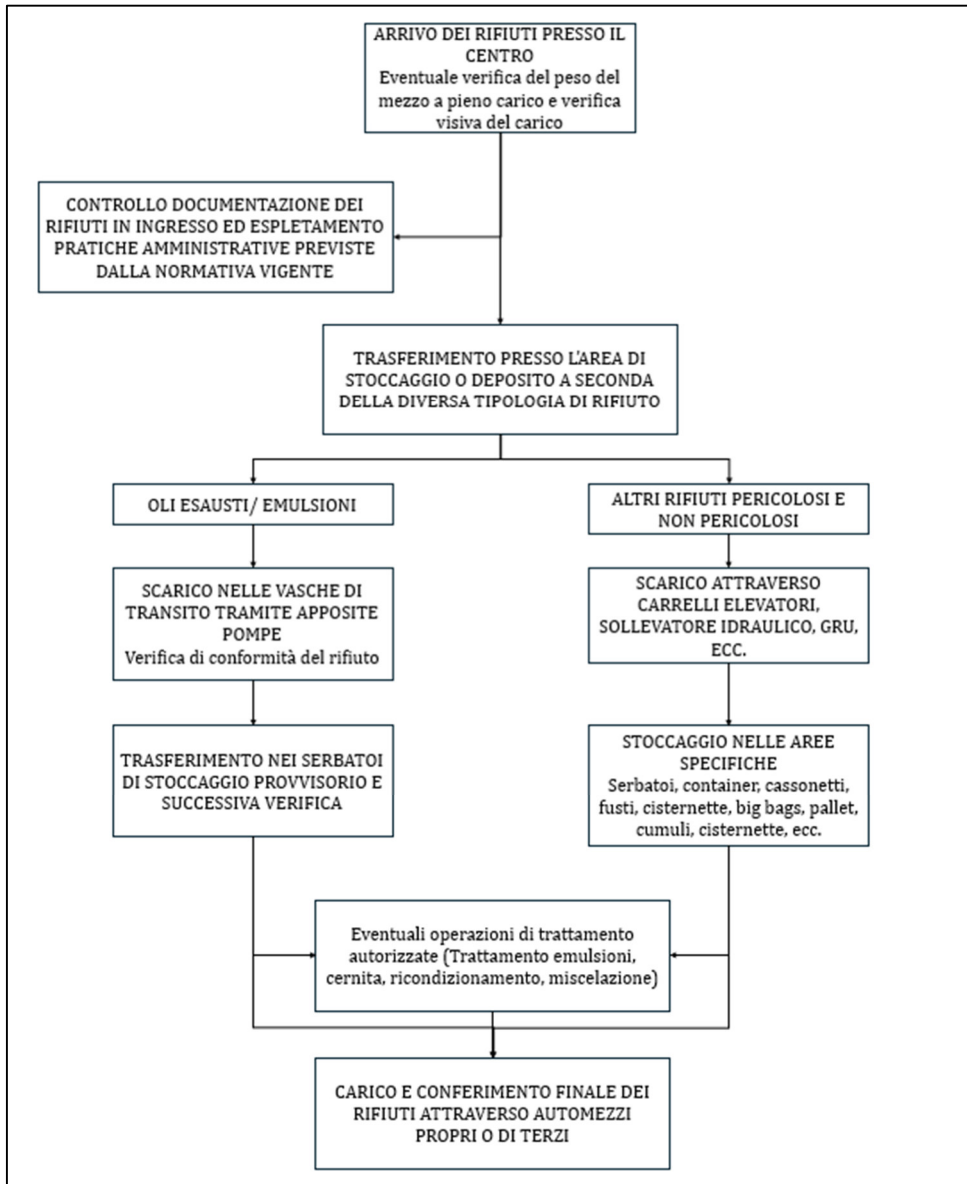 ARRIVO DEI RIFIUTI PRESSO IL
CENTRO
Eventuale verifica del peso del
mezzo a pieno carico e verifica
visiva del carico
CONTROLLO DOCUMENTAZIONE DEI
RIFIUTI IN INGRESSO ED ESPLETAMENTO
PRATICHE AMMINISTRATIVE PREVISTE
DALLA NORMATIVA VIGENTE
TRASFERIMENTO PRESSO L'AREA DI
STOCCAGGIO O DEPOSITO A SECONDA
DELLA DIVERSA TIPOLOGIA DI RIFIUTO
OLI ESAUSTI/ EMULSIONI
SCARICO NELLE VASCHE DI
TRANSITO TRAMITE APPOSITE
POMPE
Verifica di conformità del rifiuto
TRASFERIMENTO NEI SERBATOI
DI STOCCAGGIO PROVVISORIO E
SUCCESSIVA VERIFICA
ALTRI RIFIUTI PERICOLOSI E
NON PERICOLOSI
SCARICO ATTRAVERSO
CARRELLI ELEVATORI,
SOLLEVATORE IDRAULICO, GRU,
ECC.
STOCCAGGIO NELLE AREE
SPECIFICHE
Serbatoi, container, cassonetti,
fusti, cisternette, big bags, pallet,
cumuli, cisternette, ecc.
Eventuali operazioni di trattamento
autorizzate (Trattamento emulsioni,
cernita, ricondizionamento, miscelazione)
CARICO E CONFERIMENTO FINALE DEI
RIFIUTI ATTRAVERSO AUTOMEZZI
PROPRI O DI TERZI